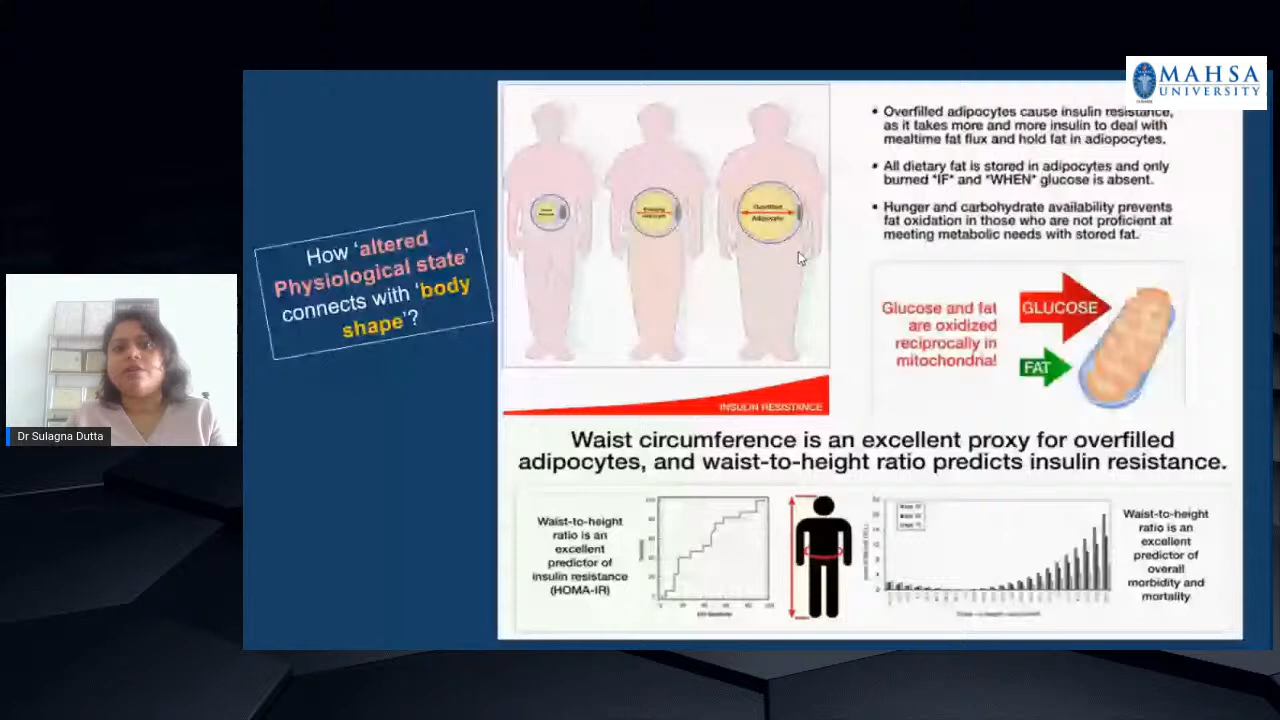 MAHSA
UNIVERSITY
How ‘altered
Physiological state’
connects with ‘body
shape’?
Dr Sulagna Dutta
Overfilled
Adipocyte
INSULIN RESISTANCE
• Overfilled adipocytes cause insulin resistance,
as it takes more and more insulin to deal with
mealtime fat flux and hold fat in adiopocytes.
• All dietary fat is stored in adipocytes and only
burned *IF* and *WHEN* glucose is absent.
• Hunger and carbohydrate availability prevents
fat oxidation in those who are not proficient at
meeting metabolic needs with stored fat.
Glucose and fat
are oxidized
reciprocally in
mitochondria!
GLUCOSE
FAT
Waist circumference is an excellent proxy for overfilled
adipocytes, and waist-to-height ratio predicts insulin resistance.
Waist-to-height
ratio is an
excellent
predictor of
insulin resistance
(HOMA-IR)
Waist-to-height
ratio is an
excellent
predictor of
overall
morbidity and
mortality